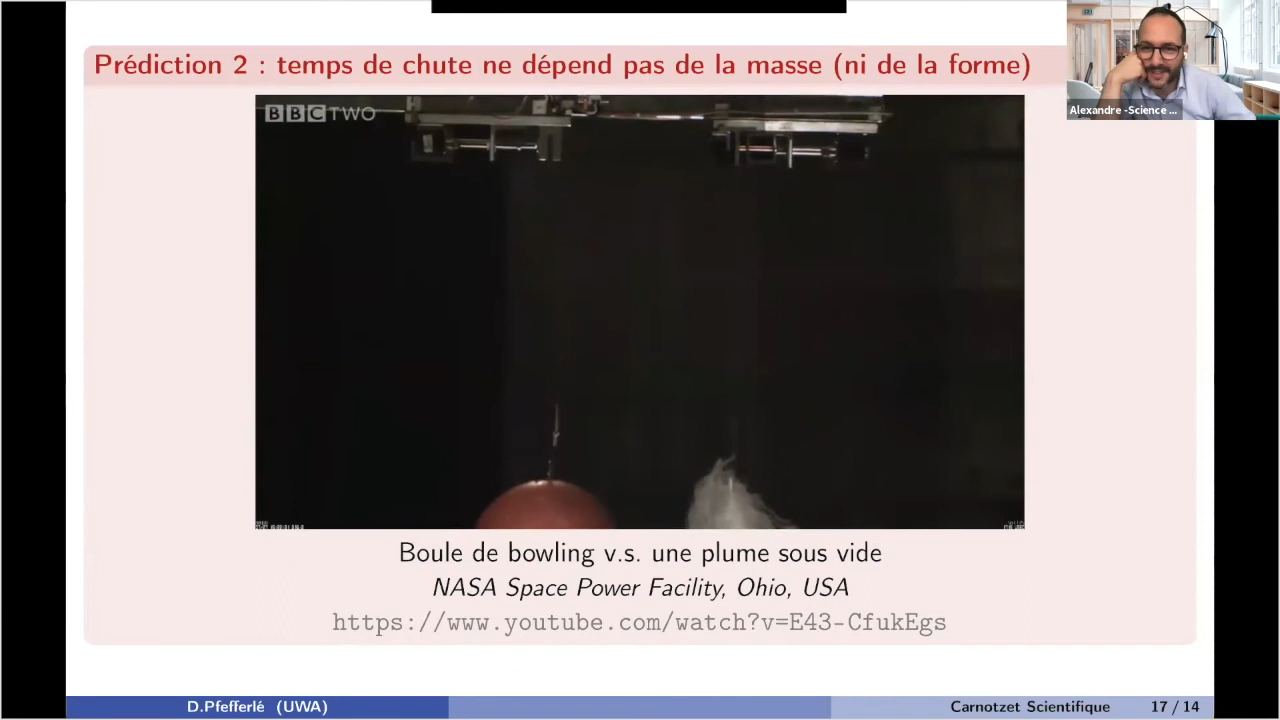 Prédiction 2 : temps de chute ne dépend pas de la masse (ni de la forme)
BBC TWO
Alexandre -Science ...
Boule de bowling v.s. une plume sous vide
NASA Space Power Facility, Ohio, USA
https://www.youtube.com/watch?v=E43-CfukEgs
D.Pfefferlé (UWA)
Carnotzet Scientifique
17 / 14